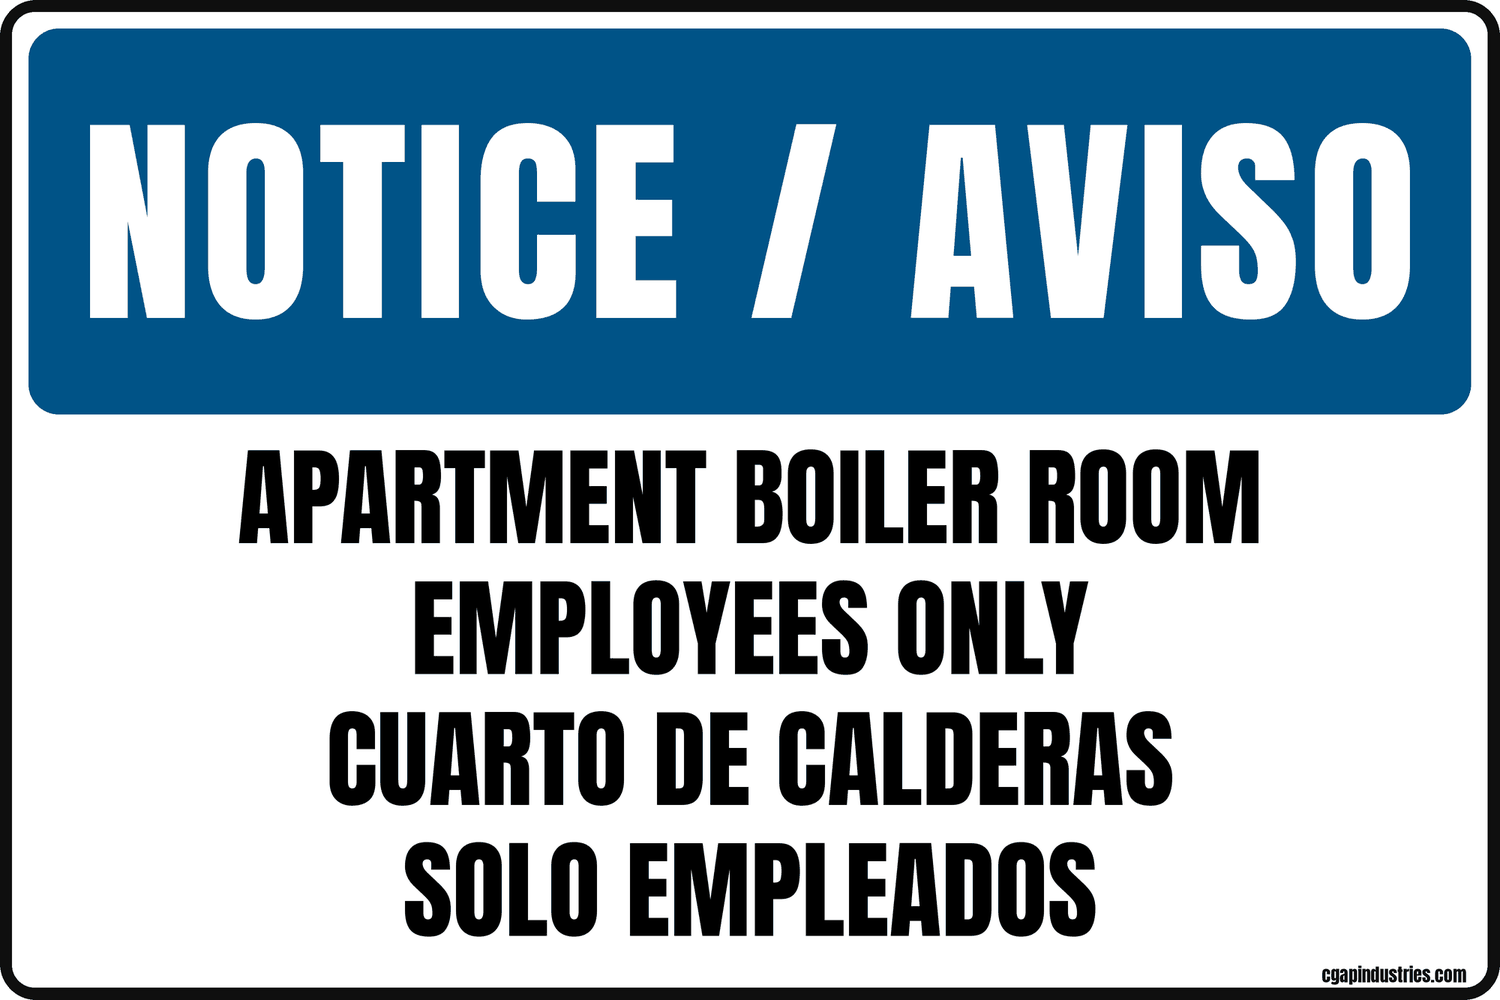 NOTICE / AVISO
APARTMENT BOILER ROOM
EMPLOYEES ONLY
CUARTO DE CALDERAS
SOLO EMPLEADOS
cgapindustries.com